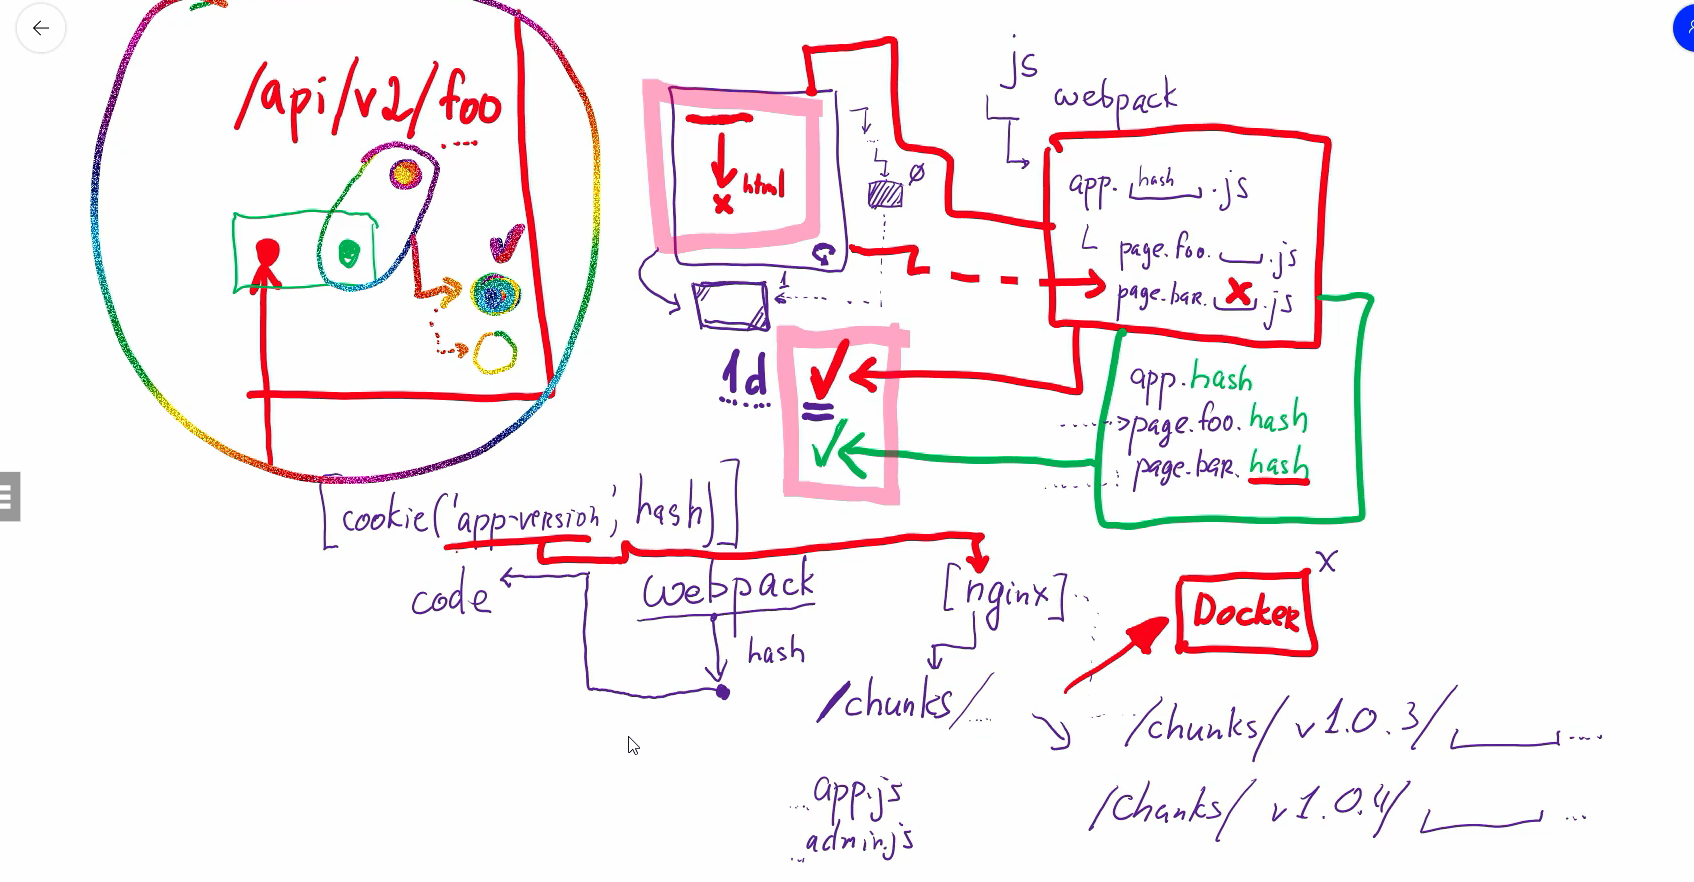 /api/v2/foo
html
1
1d
js
webpack
app. hash .js
page.foo. .js
page.bar. x .js
app.hash
page.foo.hash
page.bar.hash
[cookie('app-version', hash)]
code
webpack
hash
[nginx]
/chunks/...
app.js
admin.js
Docker
x
/chunks/ v1.0.3/ ...
/chanks/ v1.0.4/ ...